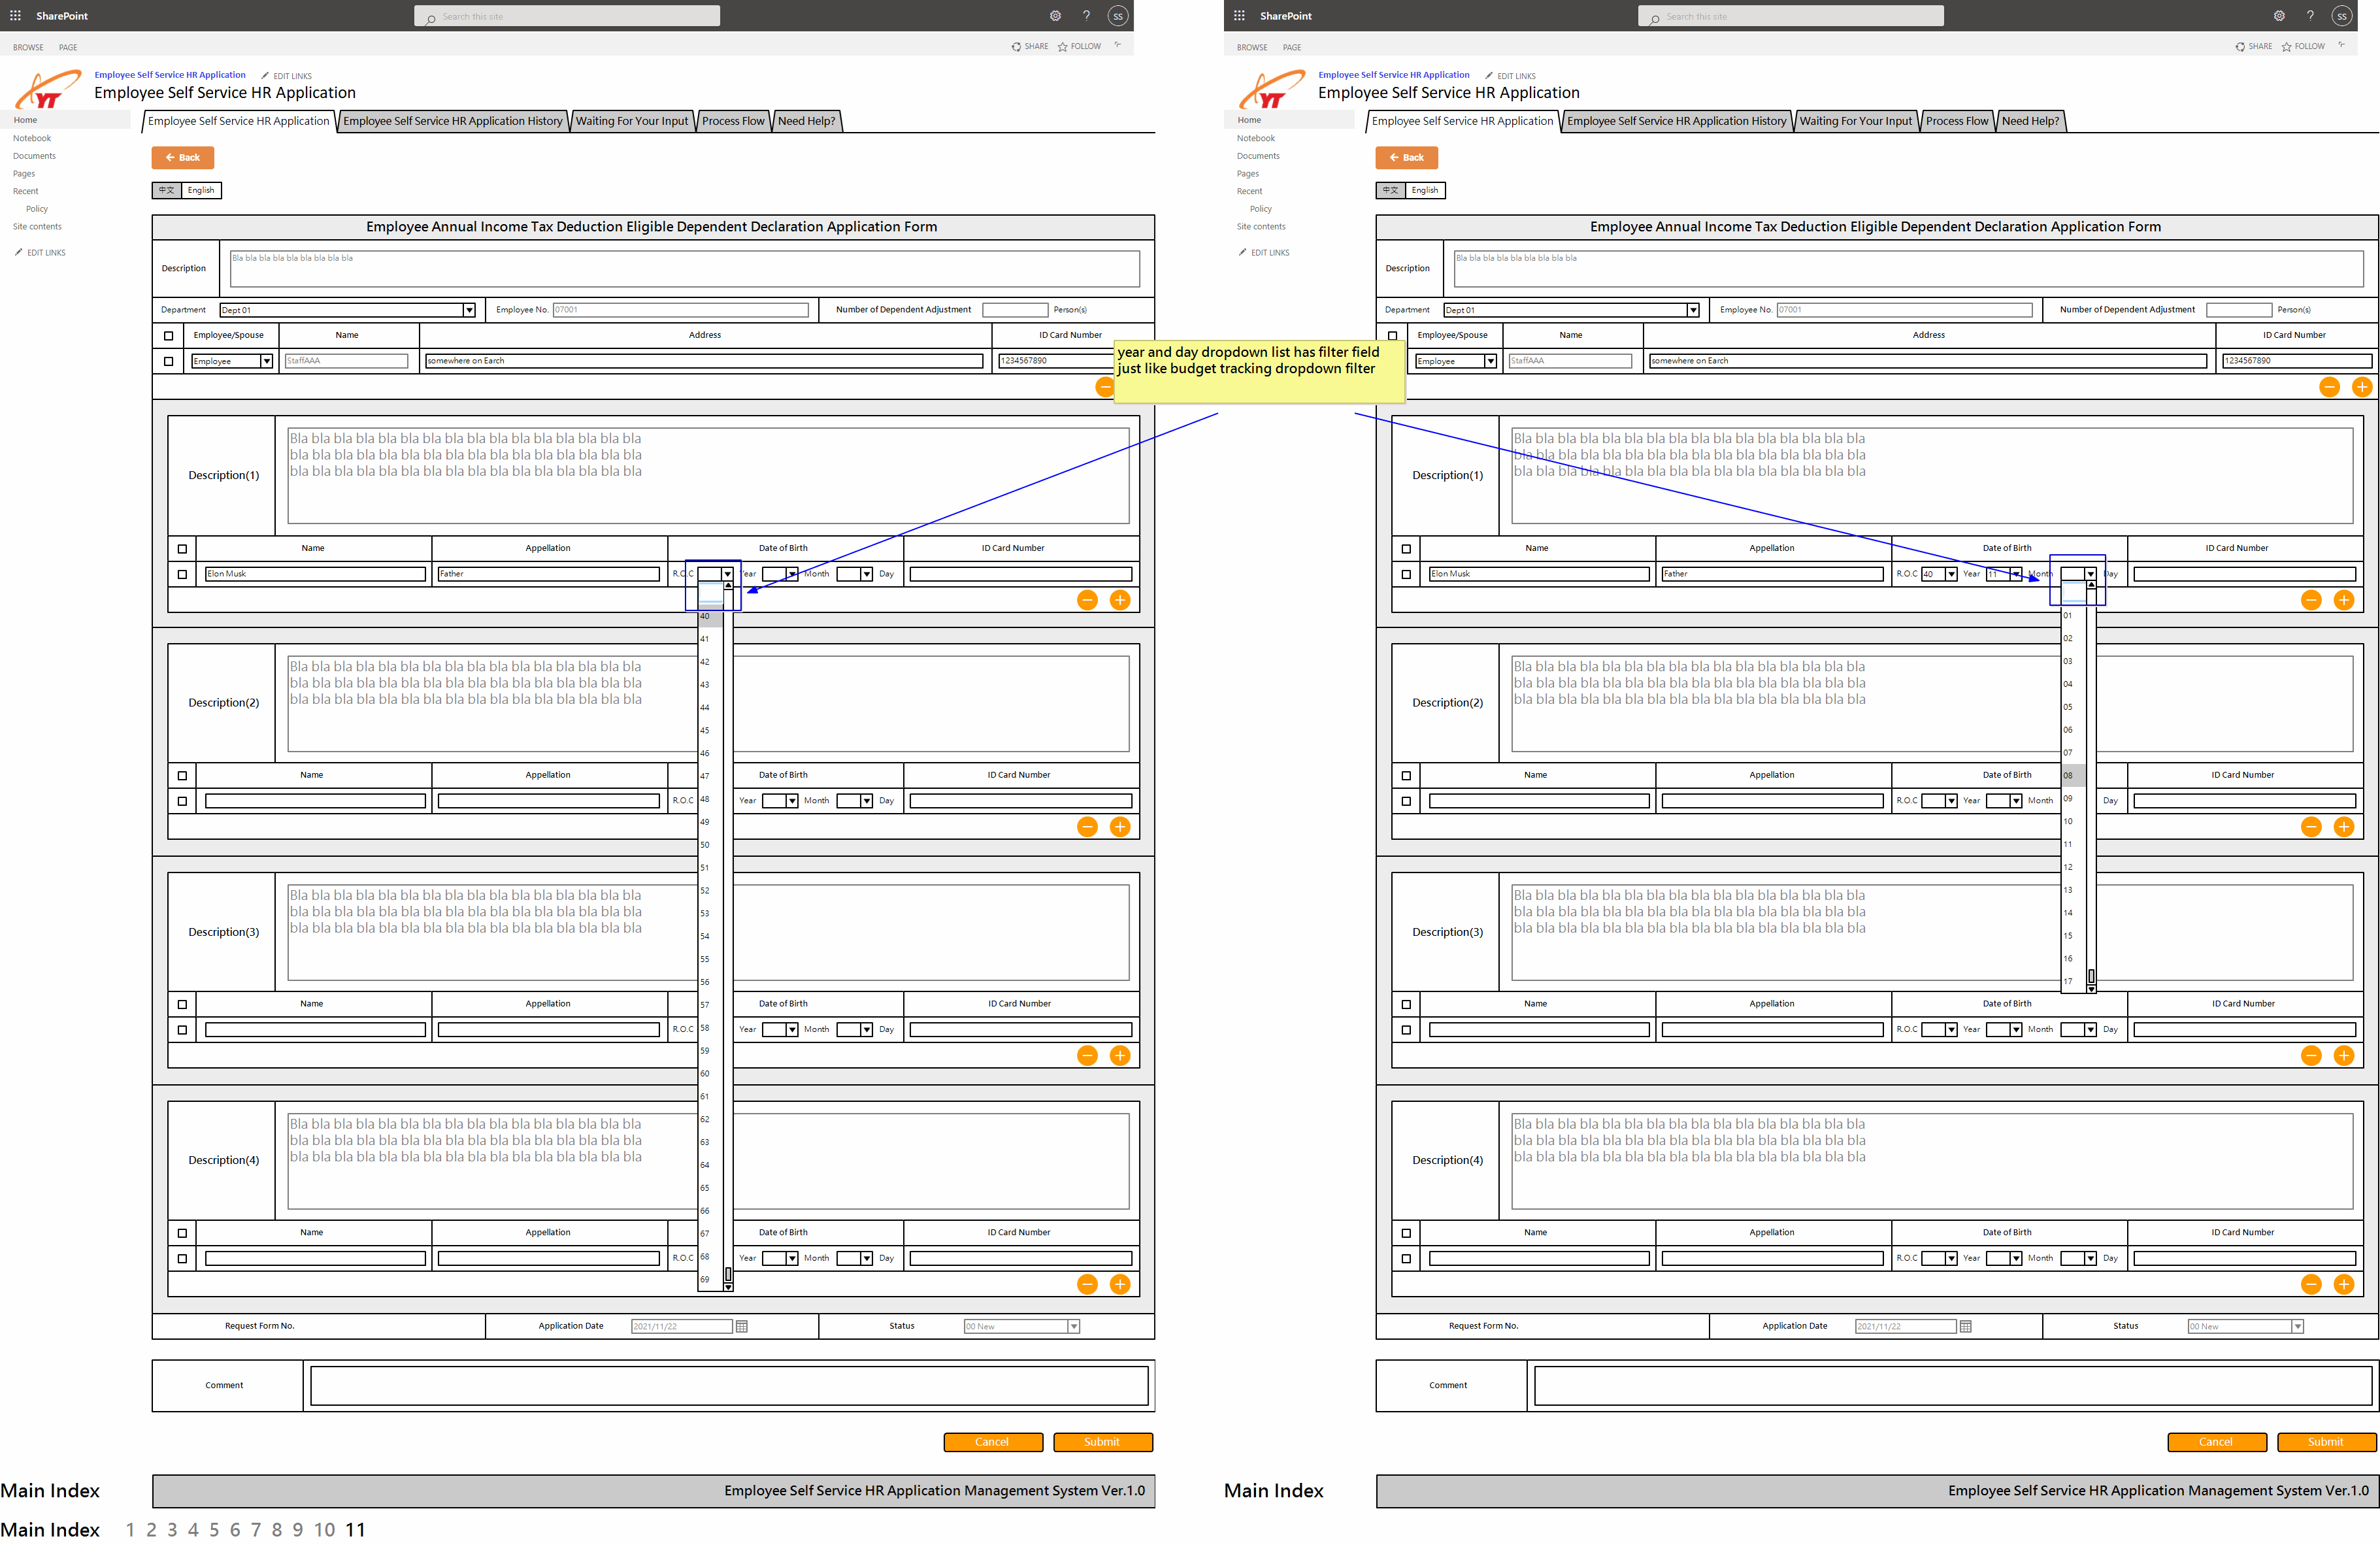 SharePoint
Search this site
?
SS
BROWSE PAGE
SHARE FOLLOW
YT
Employee Self Service HR Application EDIT LINKS
Employee Self Service HR Application
Home
Notebook
Documents
Pages
Recent
Policy
Site contents
EDIT LINKS
Employee Self Service HR Application Employee Self Service HR Application History Waiting For Your Input Process Flow Need Help?
Back
中文 English
Employee Annual Income Tax Deduction Eligible Dependent Declaration Application Form
Description Bla bla bla bla bla bla bla bla bla
Department Dept 01 Employee No. 07001 Number of Dependent Adjustment Person(s)
Employee/Spouse Name Address ID Card Number
Employee StaffAAA somewhere on Earch 1234567890
year and day dropdown list has filter field
just like budget tracking dropdown filter
Description(1)
Bla bla bla bla bla bla bla bla bla bla bla bla bla bla bla bla
bla bla bla bla bla bla bla bla bla bla bla bla bla bla bla bla
bla bla bla bla bla bla bla bla bla bla bla bla bla bla bla bla
Name Appellation Date of Birth ID Card Number
Elon Musk Father R.O.C Year Month Day
40
41
42
43
44
45
46
47
48
49
50
51
52
53
54
55
56
57
58
59
60
61
62
63
64
65
66
67
68
69
Description(2)
Bla bla bla bla bla bla bla bla bla bla bla bla bla bla bla bla
bla bla bla bla bla bla bla bla bla bla bla bla bla bla bla bla
bla bla bla bla bla bla bla bla bla bla bla bla bla bla bla bla
Name Appellation Date of Birth ID Card Number
R.O.C Year Month Day
Description(3)
Bla bla bla bla bla bla bla bla bla bla bla bla bla bla bla bla
bla bla bla bla bla bla bla bla bla bla bla bla bla bla bla bla
bla bla bla bla bla bla bla bla bla bla bla bla bla bla bla bla
Name Appellation Date of Birth ID Card Number
R.O.C Year Month Day
Description(4)
Bla bla bla bla bla bla bla bla bla bla bla bla bla bla bla bla
bla bla bla bla bla bla bla bla bla bla bla bla bla bla bla bla
bla bla bla bla bla bla bla bla bla bla bla bla bla bla bla bla
Name Appellation Date of Birth ID Card Number
R.O.C Year Month Day
Request Form No. Application Date 2021/11/22 Status 00 New
Comment
Cancel Submit
Main Index Employee Self Service HR Application Management System Ver.1.0
Main Index 1 2 3 4 5 6 7 8 9 10 11
SharePoint
Search this site
?
SS
BROWSE PAGE
SHARE FOLLOW
YT
Employee Self Service HR Application EDIT LINKS
Employee Self Service HR Application
Home
Notebook
Documents
Pages
Recent
Policy
Site contents
EDIT LINKS
Employee Self Service HR Application Employee Self Service HR Application History Waiting For Your Input Process Flow Need Help?
Back
中文 English
Employee Annual Income Tax Deduction Eligible Dependent Declaration Application Form
Description Bla bla bla bla bla bla bla bla bla
Department Dept 01 Employee No. 07001 Number of Dependent Adjustment Person(s)
Employee/Spouse Name Address ID Card Number
Employee StaffAAA somewhere on Earch 1234567890
Description(1)
Bla bla bla bla bla bla bla bla bla bla bla bla bla bla bla bla
bla bla bla bla bla bla bla bla bla bla bla bla bla bla bla bla
bla bla bla bla bla bla bla bla bla bla bla bla bla bla bla bla
Name Appellation Date of Birth ID Card Number
Elon Musk Father R.O.C 40 Year 11 Month Day
01
02
03
04
05
06
07
08
09
10
11
12
13
14
15
16
17
Description(2)
Bla bla bla bla bla bla bla bla bla bla bla bla bla bla bla bla
bla bla bla bla bla bla bla bla bla bla bla bla bla bla bla bla
bla bla bla bla bla bla bla bla bla bla bla bla bla bla bla bla
Name Appellation Date of Birth ID Card Number
R.O.C Year Month Day
Description(3)
Bla bla bla bla bla bla bla bla bla bla bla bla bla bla bla bla
bla bla bla bla bla bla bla bla bla bla bla bla bla bla bla bla
bla bla bla bla bla bla bla bla bla bla bla bla bla bla bla bla
Name Appellation Date of Birth ID Card Number
R.O.C Year Month Day
Description(4)
Bla bla bla bla bla bla bla bla bla bla bla bla bla bla bla bla
bla bla bla bla bla bla bla bla bla bla bla bla bla bla bla bla
bla bla bla bla bla bla bla bla bla bla bla bla bla bla bla bla
Name Appellation Date of Birth ID Card Number
R.O.C Year Month Day
Request Form No. Application Date 2021/11/22 Status 00 New
Comment
Cancel Submit
Main Index Employee Self Service HR Application Management System Ver.1.0